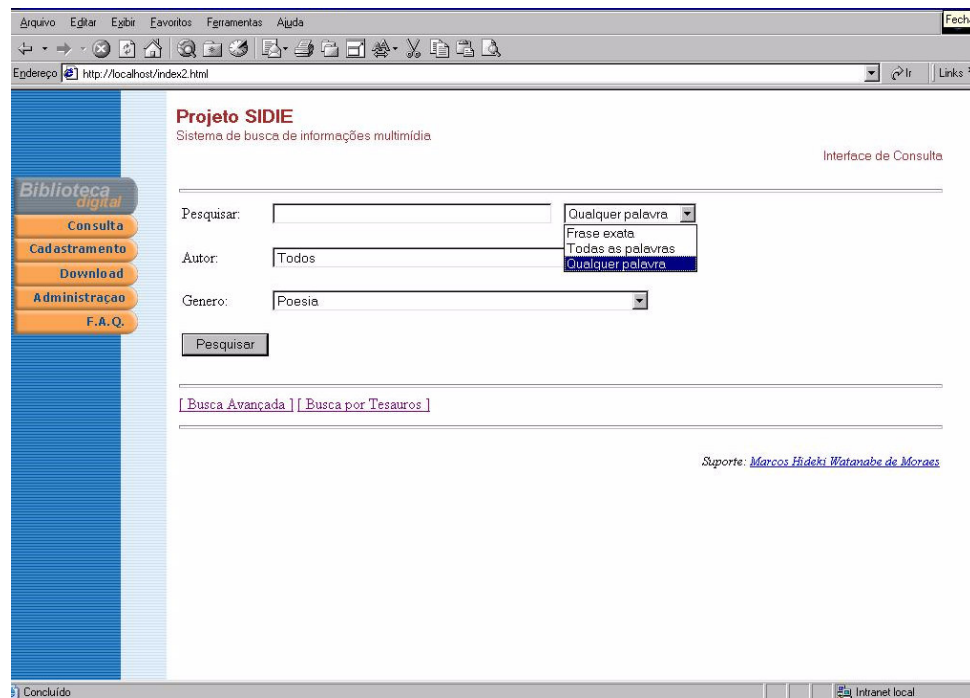 Arquivo Editar Exibir Favoritos Ferramentas Ajuda
Fech
Endereço http://localhost/index2.html Ir Links
Projeto SIDIE
Sistema de busca de informações multimídia
Interface de Consulta
Biblioteca
digital
Consulta
Cadastramento
Download
Administraçao
F.A.Q.
Pesquisar: Qualquer palavra
Frase exata
Todas as palavras
Qualquer palavra
Autor: Todos
Genero: Poesia
Pesquisar
[ Busca Avançada ] [ Busca por Tesauros ]
Suporte: Marcos Hideki Watanabe de Moraes
Concluído Intranet local